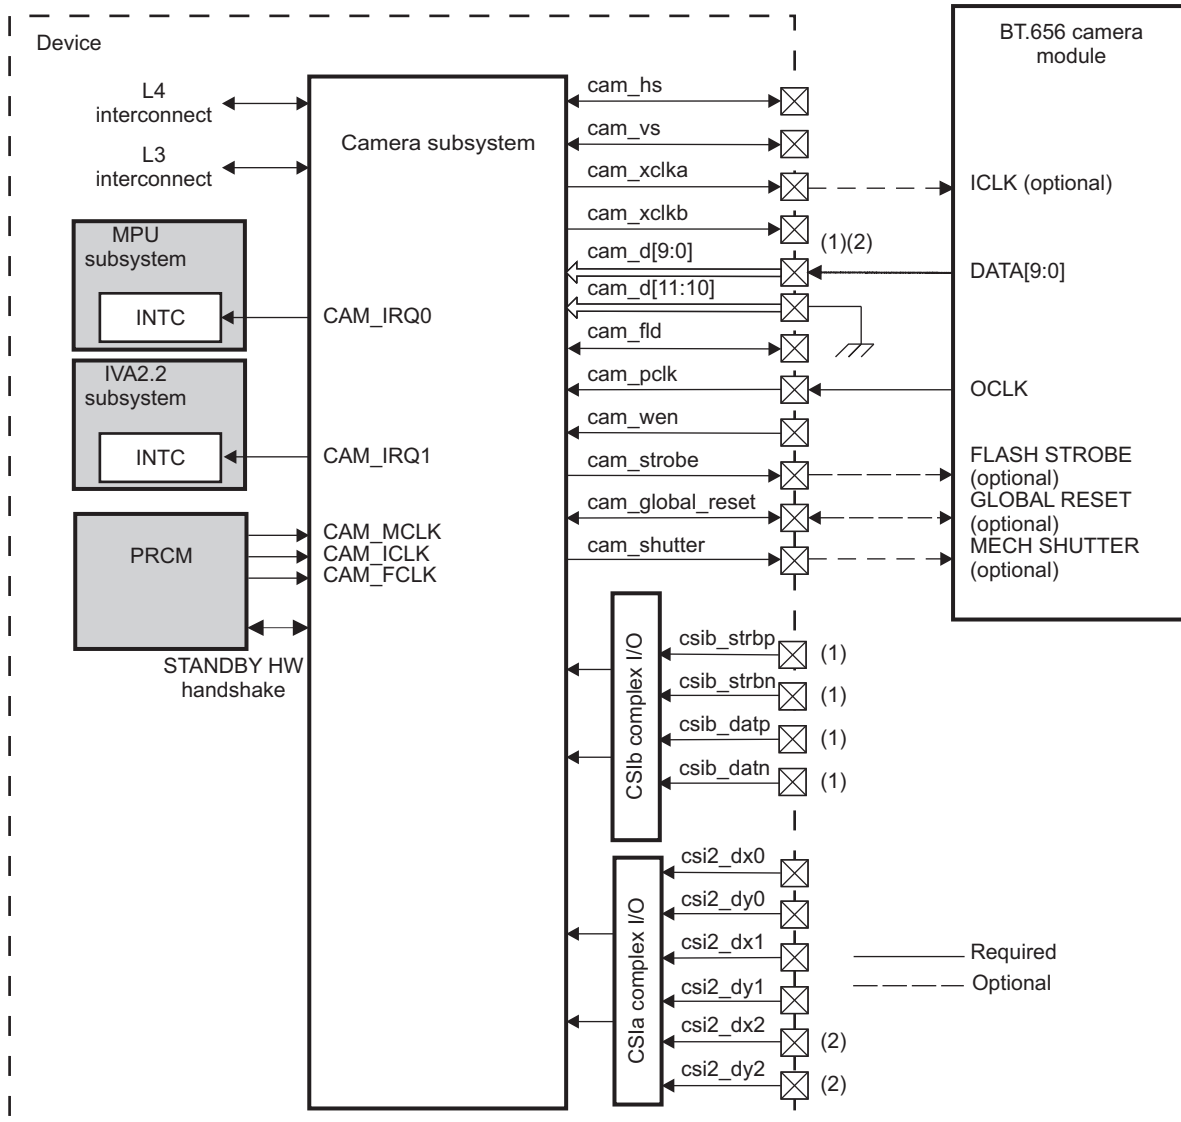 Device
BT.656 camera
module
L4
interconnect
L3
interconnect
Camera subsystem
MPU
subsystem
INTC
CAM_IRQ0
IVA2.2
subsystem
INTC
CAM_IRQ1
PRCM
CAM_MCLK
CAM_ICLK
CAM_FCLK
STANDBY HW
handshake
cam_hs
cam_vs
cam_xclka
ICLK (optional)
cam_xclkb
(1)(2)
cam_d[9:0]
DATA[9:0]
cam_d[11:10]
cam_fld
cam_pclk
OCLK
cam_wen
cam_strobe
FLASH STROBE
(optional)
cam_global_reset
GLOBAL RESET
(optional)
cam_shutter
MECH SHUTTER
(optional)
CSIb complex I/O
csib_strbp
(1)
csib_strbn
(1)
csib_datp
(1)
csib_datn
(1)
CSIa complex I/O
csi2_dx0
csi2_dy0
csi2_dx1
csi2_dy1
csi2_dx2
(2)
csi2_dy2
(2)
Required
Optional